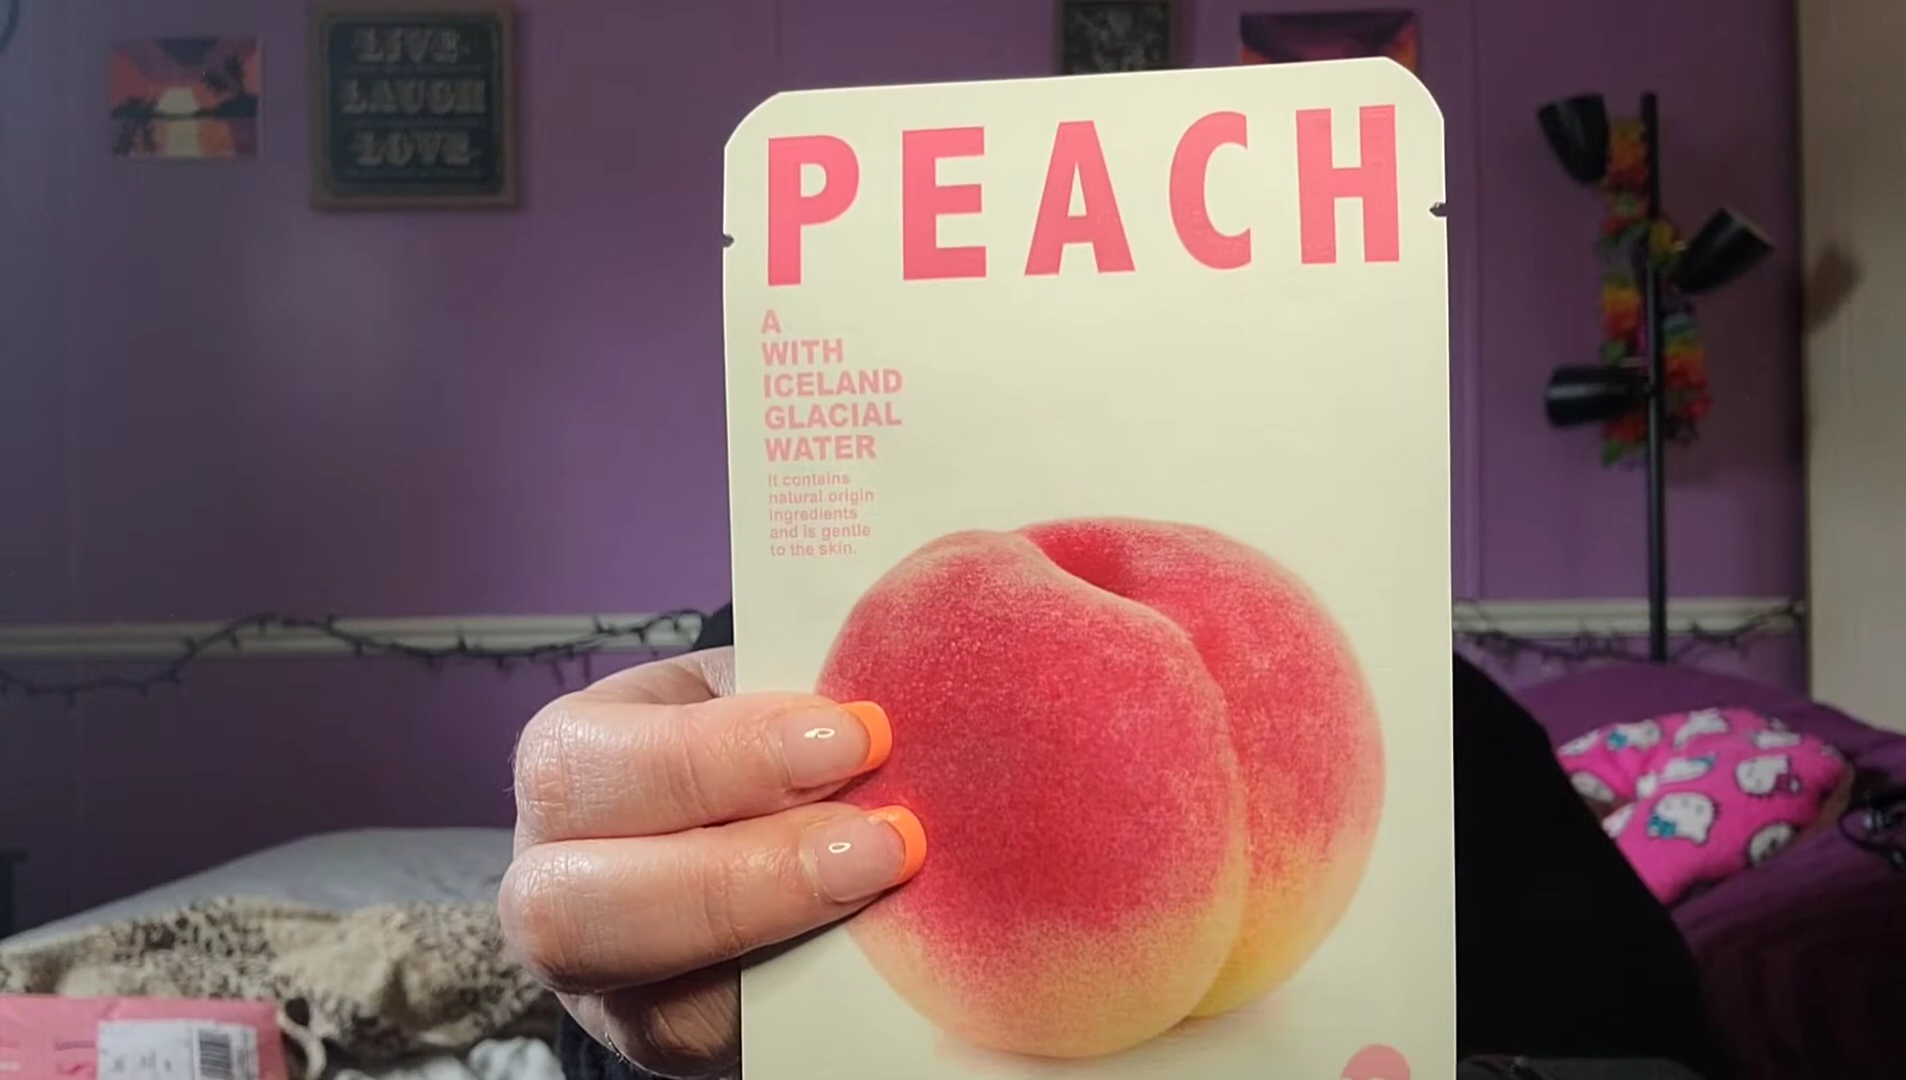 LIVE
LAUGH
LOVE
PEACH
A
WITH
ICELAND
GLACIAL
WATER
It contains
natural origin
ingredients
and is gentle
to the skin.